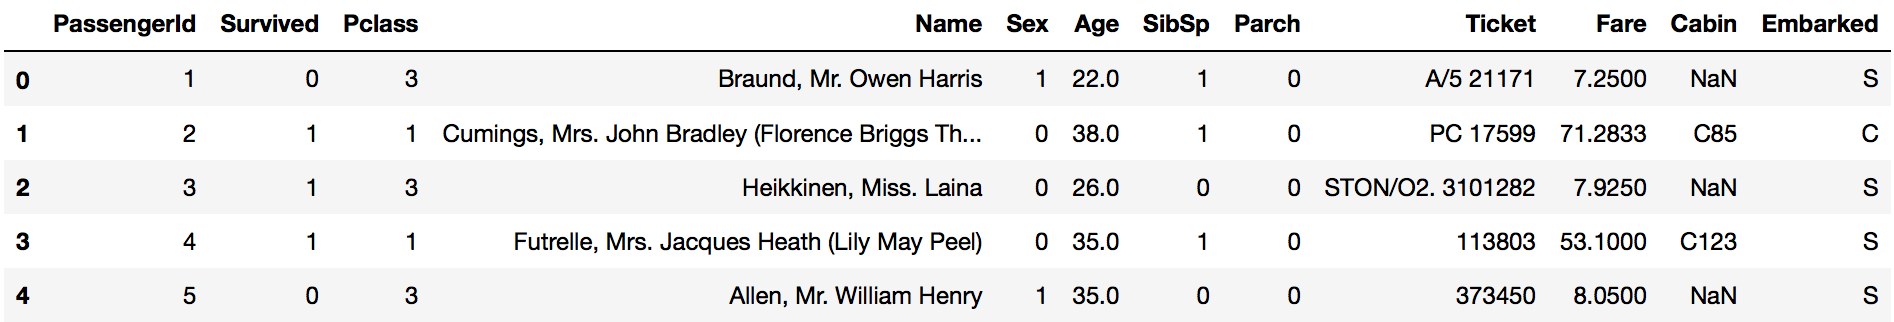 PassengerId Survived Pclass Name Sex Age SibSp Parch Ticket Fare Cabin Embarked
0 1 0 3 Braund, Mr. Owen Harris 1 22.0 1 0 A/5 21171 7.2500 NaN S
1 2 1 1 Cumings, Mrs. John Bradley (Florence Briggs Th... 0 38.0 1 0 PC 17599 71.2833 C85 C
2 3 1 3 Heikkinen, Miss. Laina 0 26.0 0 0 STON/O2. 3101282 7.9250 NaN S
3 4 1 1 Futrelle, Mrs. Jacques Heath (Lily May Peel) 0 35.0 1 0 113803 53.1000 C123 S
4 5 0 3 Allen, Mr. William Henry 1 35.0 0 0 373450 8.0500 NaN S